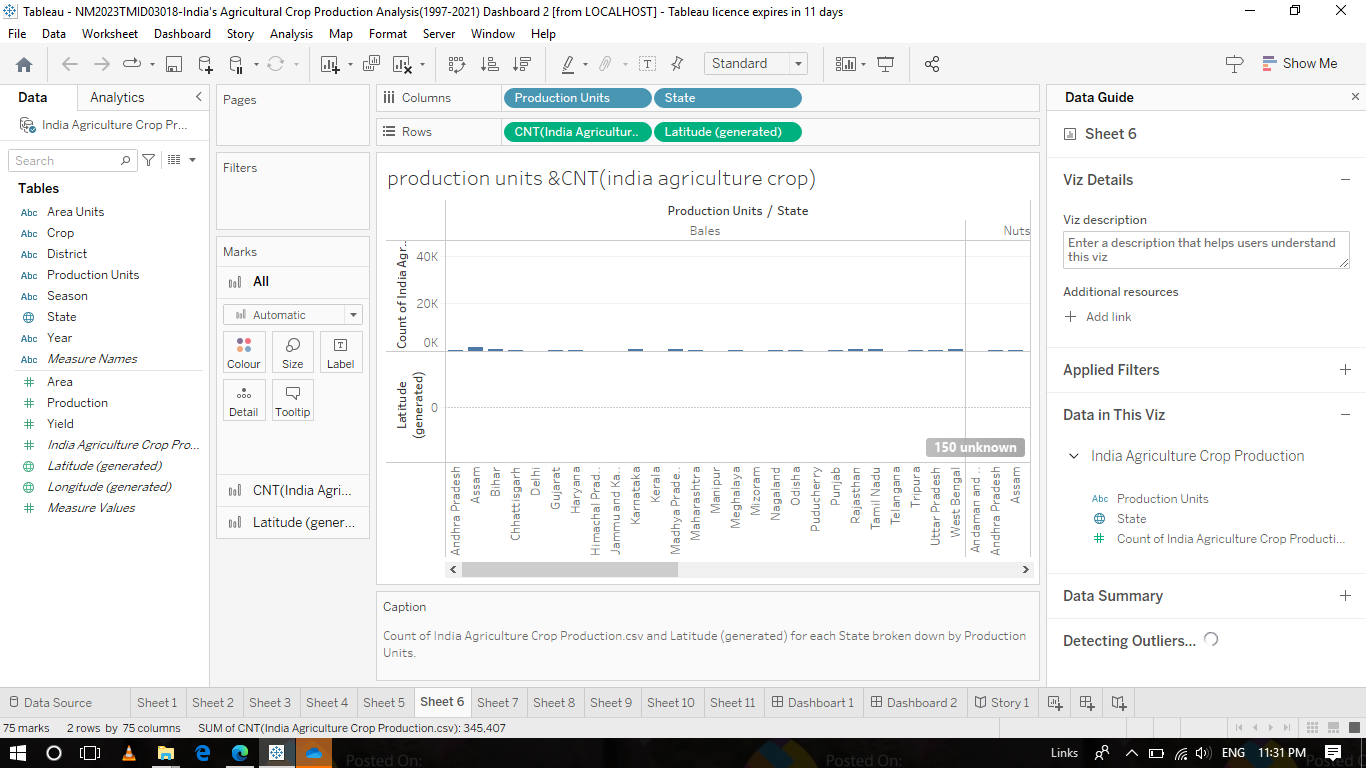 Tableau - NM2023TMID03018-India's Agricultural Crop Production Analysis(1997-2021) Dashboard 2 [from LOCALHOST] - Tableau licence expires in 11 days
File Data Worksheet Dashboard Story Analysis Map Format Server Window Help
Standard
Show Me
Data Analytics
India Agriculture Crop Pr...
Search
Tables
Abc Area Units
Abc Crop
Abc District
Abc Production Units
Abc Season
State
Abc Year
Abc Measure Names
Area
Production
Yield
India Agriculture Crop Pro...
Latitude (generated)
Longitude (generated)
Measure Values
Pages
Filters
Marks
All
Automatic
Colour Size Label
Detail Tooltip
CNT(India Agri...
Latitude (gener...
Columns Production Units State
Rows CNT(India Agricultur.. Latitude (generated)
production units &CNT(india agriculture crop)
Production Units / State
Bales Nuts
Count of India Agr..
40K
20K
0K
Latitude
(generated)
0
150 unknown
Andhra Pradesh
Assam
Bihar
Chhattisgarh
Delhi
Gujarat
Haryana
Himachal Prad..
Jammu and Ka..
Karnataka
Kerala
Madhya Prade..
Maharashtra
Manipur
Meghalaya
Mizoram
Nagaland
Odisha
Puducherry
Punjab
Rajasthan
Tamil Nadu
Telangana
Tripura
Uttar Pradesh
West Bengal
Andaman and ..
Andhra Pradesh
Assam
Caption
Count of India Agriculture Crop Production.csv and Latitude (generated) for each State broken down by Production
Units.
Data Guide
Sheet 6
Viz Details
Viz description
Enter a description that helps users understand
this viz
Additional resources
Add link
Applied Filters
Data in This Viz
India Agriculture Crop Production
Abc Production Units
State
Count of India Agriculture Crop Producti...
Data Summary
Detecting Outliers...
Data Source Sheet 1 Sheet 2 Sheet 3 Sheet 4 Sheet 5 Sheet 6 Sheet 7 Sheet 8 Sheet 9 Sheet 10 Sheet 11 Dashboart 1 Dashboard 2 Story 1
75 marks 2 rows by 75 columns SUM of CNT(India Agriculture Crop Production.csv): 345,407
Posted On: Posted On: Links ENG 11:31 PM